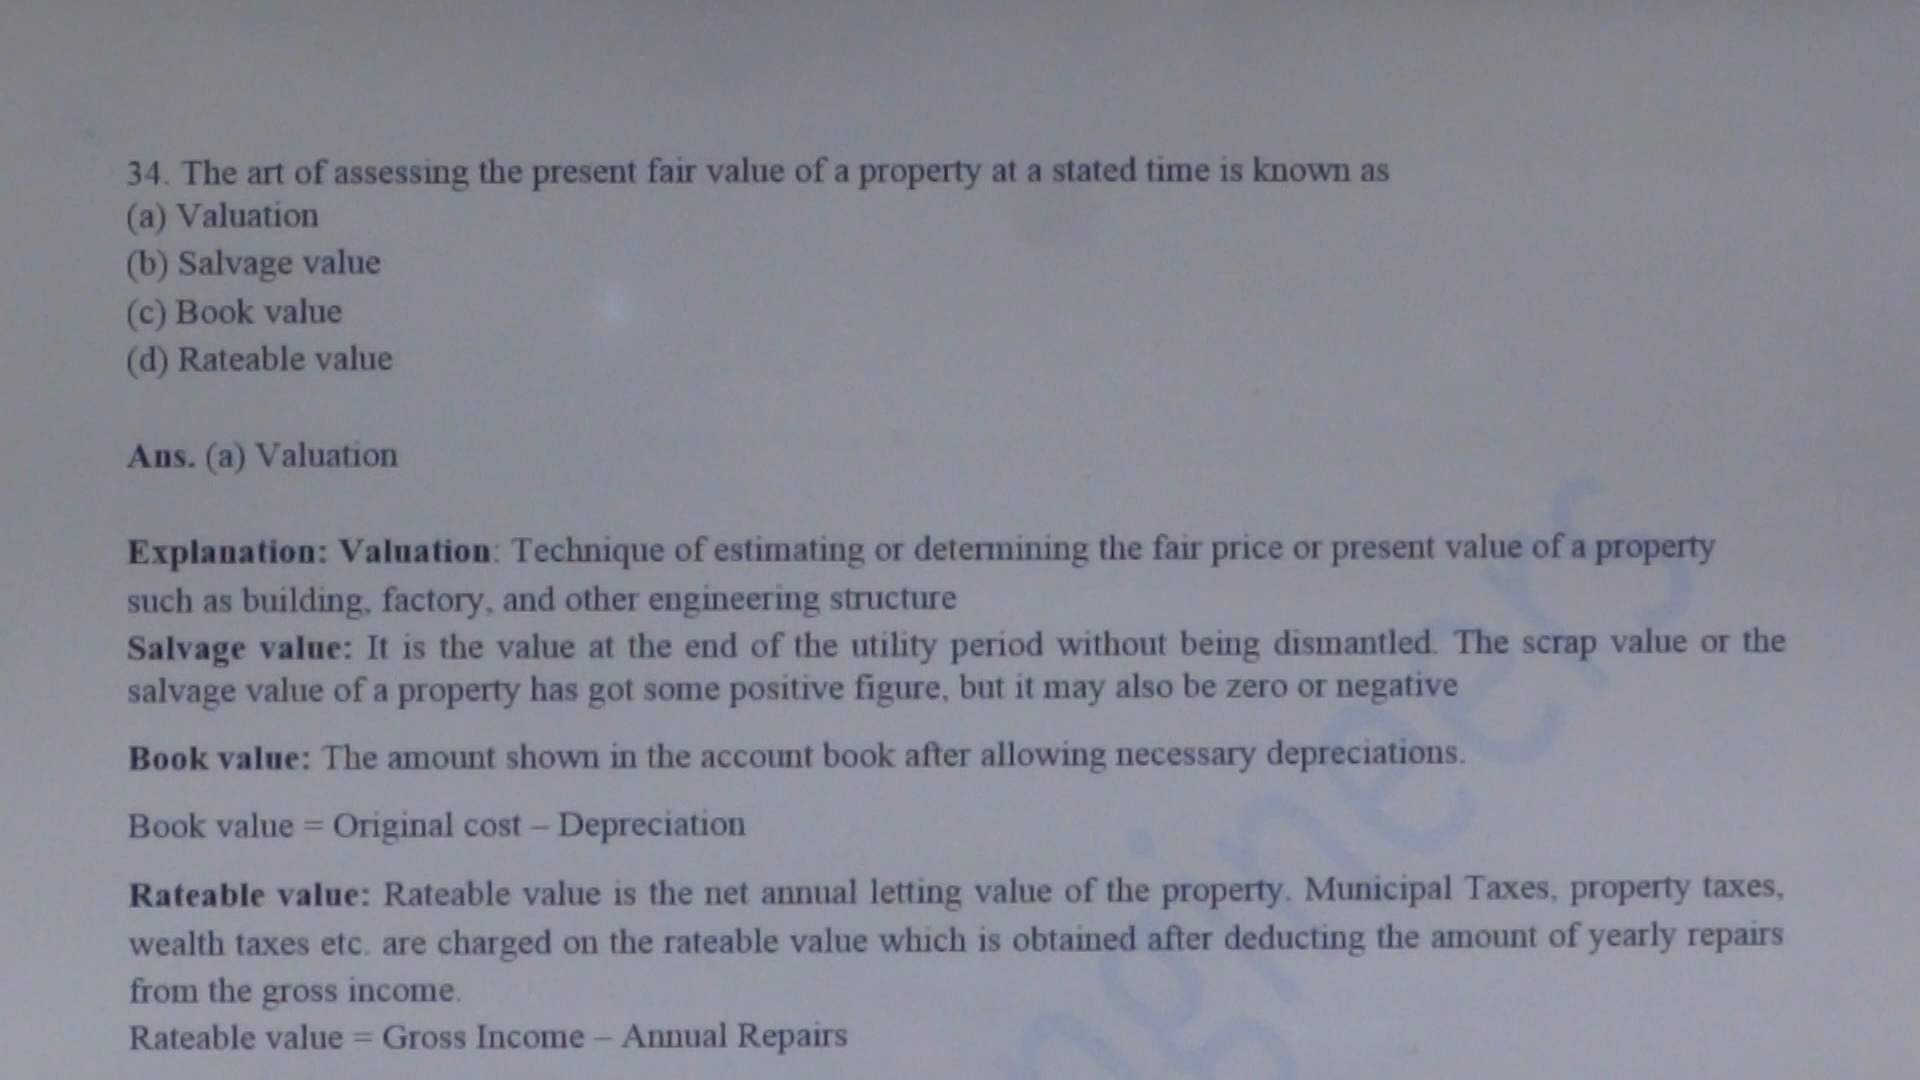 34. The art of assessing the present fair value of a property at a stated time is known as
(a) Valuation
(b) Salvage value
(c) Book value
(d) Rateable value
Ans. (a) Valuation
Explanation: Valuation: Technique of estimating or determining the fair price or present value of a property
such as building, factory, and other engineering structure
Salvage value: It is the value at the end of the utility period without being dismantled. The scrap value or the
salvage value of a property has got some positive figure, but it may also be zero or negative
Book value: The amount shown in the account book after allowing necessary depreciations.
Book value = Original cost – Depreciation
Rateable value: Rateable value is the net annual letting value of the property. Municipal Taxes, property taxes,
wealth taxes etc. are charged on the rateable value which is obtained after deducting the amount of yearly repairs
from the gross income.
Rateable value = Gross Income – Annual Repairs